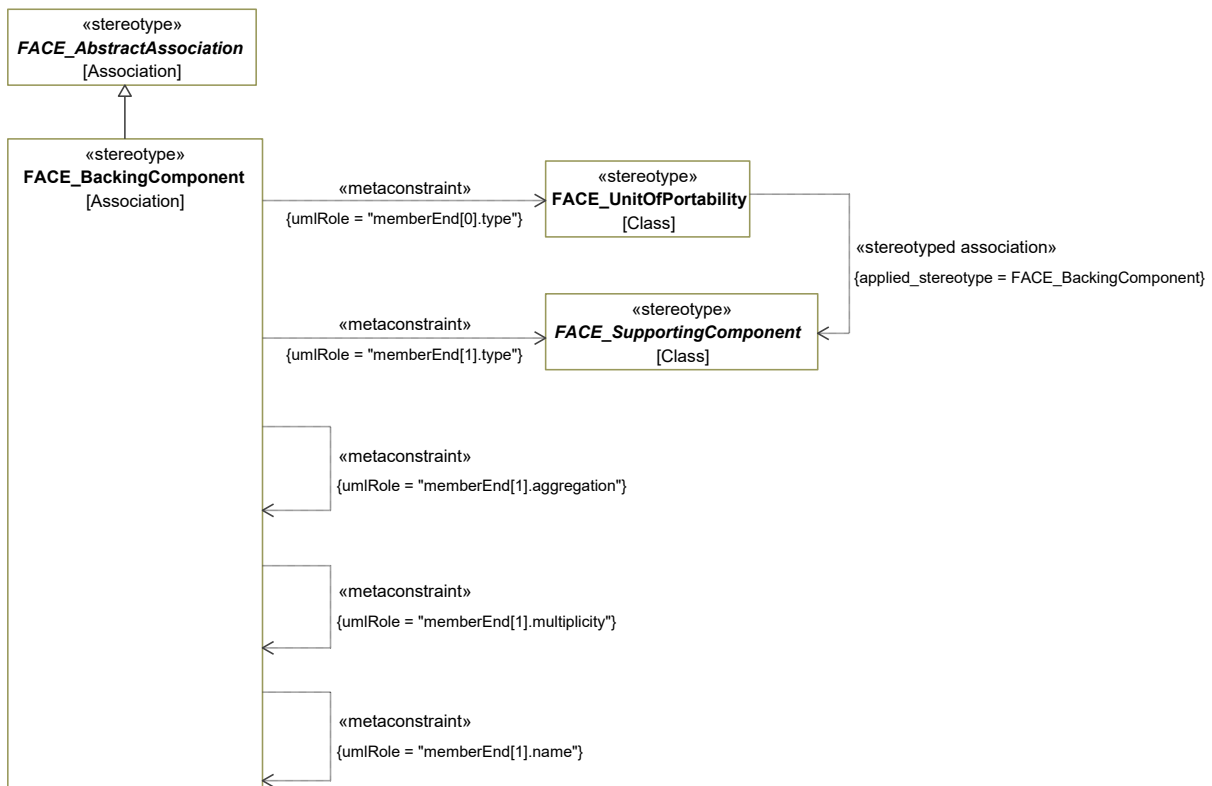 «stereotype»
FACE_AbstractAssociation
[Association]
«stereotype»
FACE_BackingComponent
[Association]
«metaconstraint»
{umlRole = "memberEnd[0].type"}
«stereotype»
FACE_UnitOfPortability
[Class]
«stereotyped association»
{applied_stereotype = FACE_BackingComponent}
«metaconstraint»
{umlRole = "memberEnd[1].type"}
«stereotype»
FACE_SupportingComponent
[Class]
«metaconstraint»
{umlRole = "memberEnd[1].aggregation"}
«metaconstraint»
{umlRole = "memberEnd[1].multiplicity"}
«metaconstraint»
{umlRole = "memberEnd[1].name"}